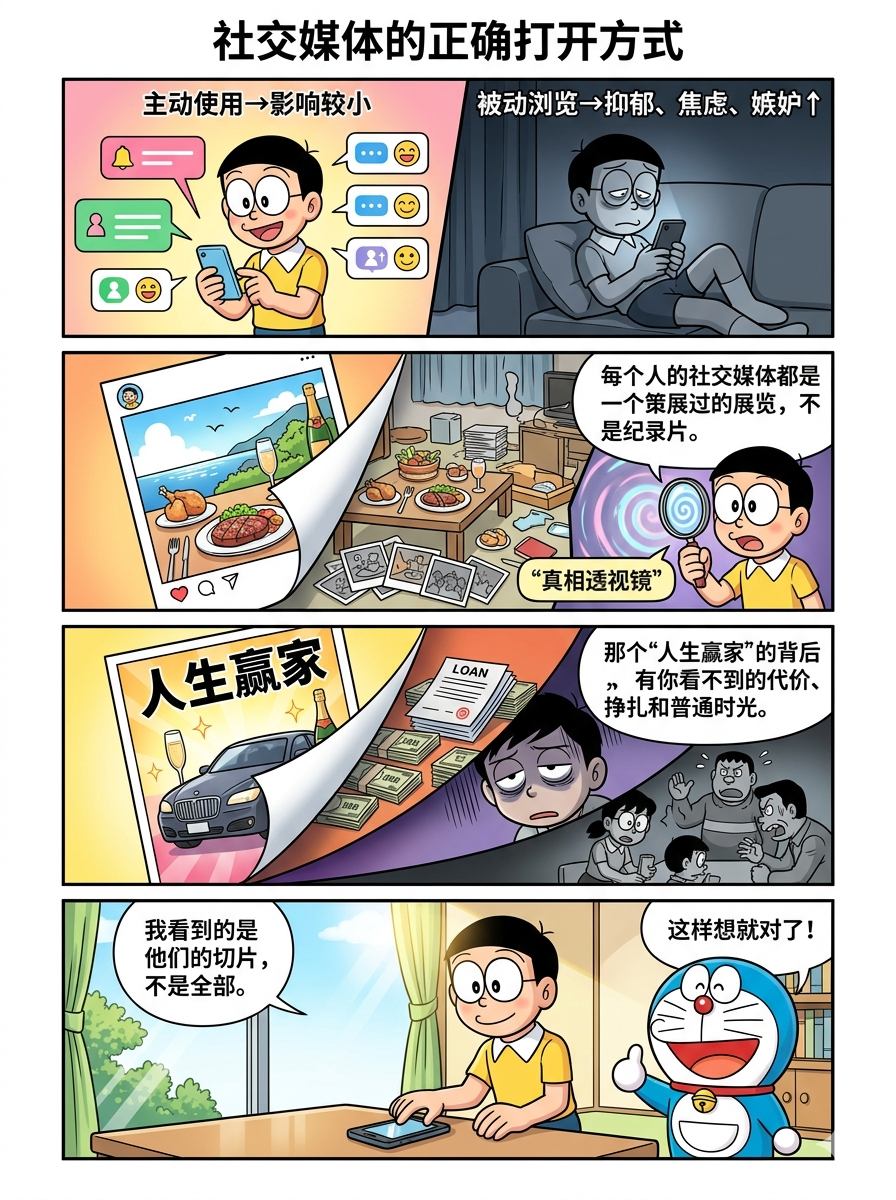 社交媒体的正确打开方式
主动使用→影响较小
被动浏览→抑郁、焦虑、嫉妒↑
每个人的社交媒体都是
一个策展过的展览，不
是纪录片。
“真相透视镜”
人生赢家
LOAN
那个“人生赢家”的背后
„ 有你看不到的代价、
挣扎和普通时光。
我看到的是
他们的切片，
不是全部。
这样想就对了！